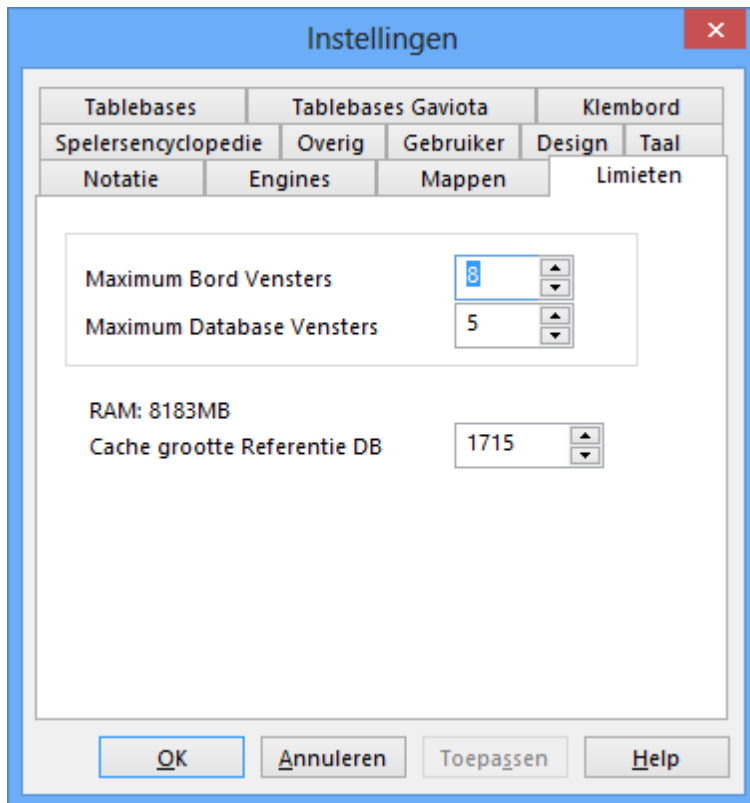 Instellingen
Tablebases Tablebases Gaviota Klembord
Spelersencyclopedie Overig Gebruiker Design Taal
Notatie Engines Mappen Limieten
Maximum Bord Vensters 8
Maximum Database Vensters 5
RAM: 8183MB
Cache grootte Referentie DB 1715
OK Annuleren Toepassen Help